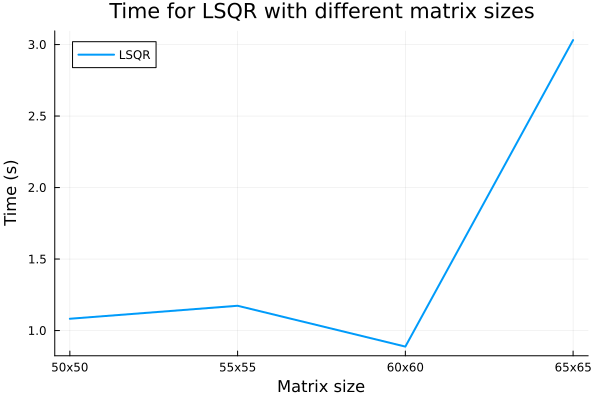 Time for LSQR with different matrix sizes
LSQR
3.0
2.5
2.0
1.5
1.0
Time (s)
50x50 55x55 60x60 65x65
Matrix size